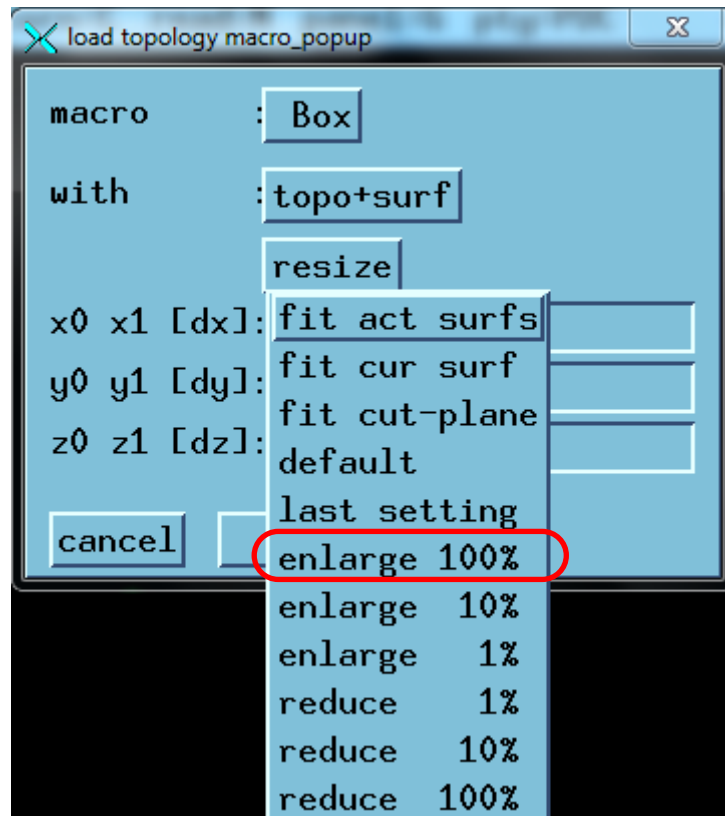 load topology macro_popup
macro : Box
with : topo+surf
resize
x0 x1 [dx]: fit act surfs
fit cur surf
y0 y1 [dy]:
fit cut-plane
z0 z1 [dz]:
default
last setting
cancel
enlarge 100%
enlarge 10%
enlarge 1%
reduce 1%
reduce 10%
reduce 100%